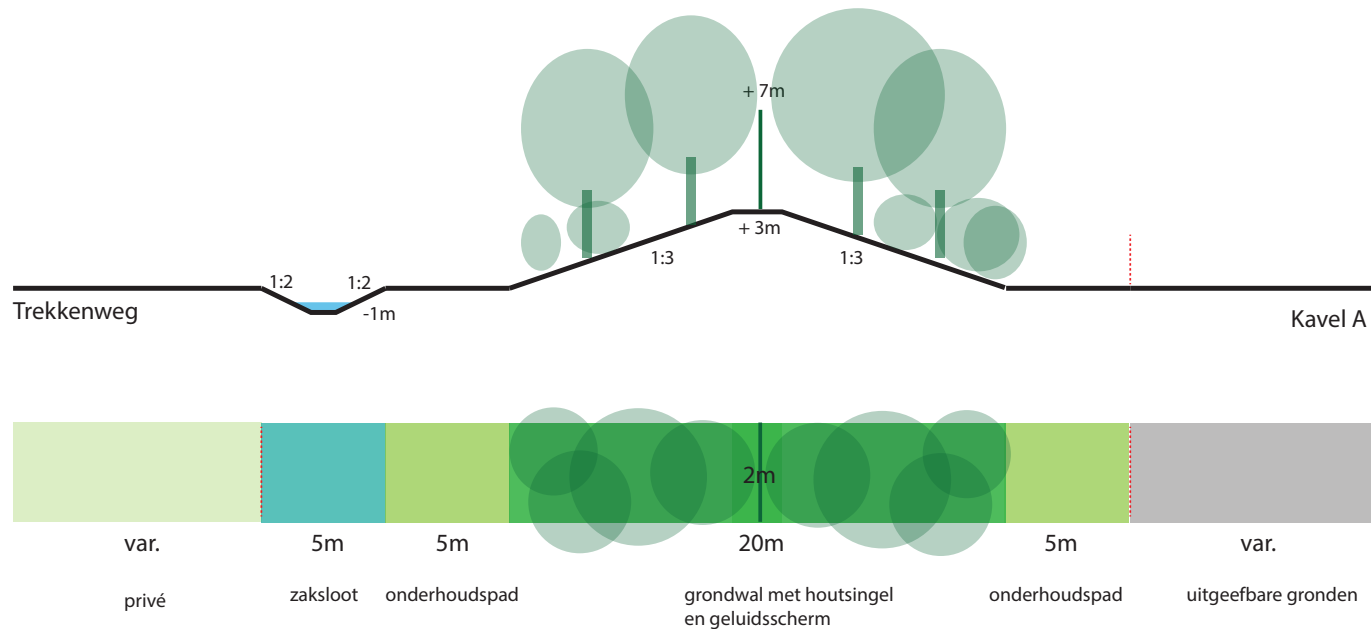 + 7m
+ 3m
1:3
1:3
1:2
1:2
-1m
Trekkenweg
Kavel A
2m
var.
5m
5m
20m
5m
var.
privé
zaksloot
onderhoudspad
grondwal met houtsingel
en geluidsscherm
onderhoudspad
uitgeefbare gronden